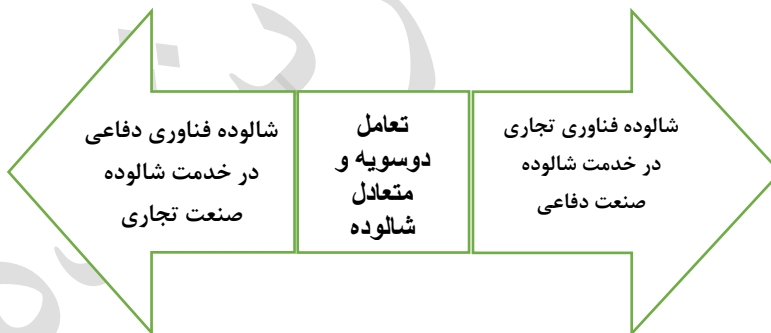 شالوده فناوری تجاری
در خدمت شالوده
صنعت دفاعی
تعامل
دوسویه و
متعادل
شالوده
شالوده فناوری دفاعی
در خدمت شالوده
صنعت تجاری